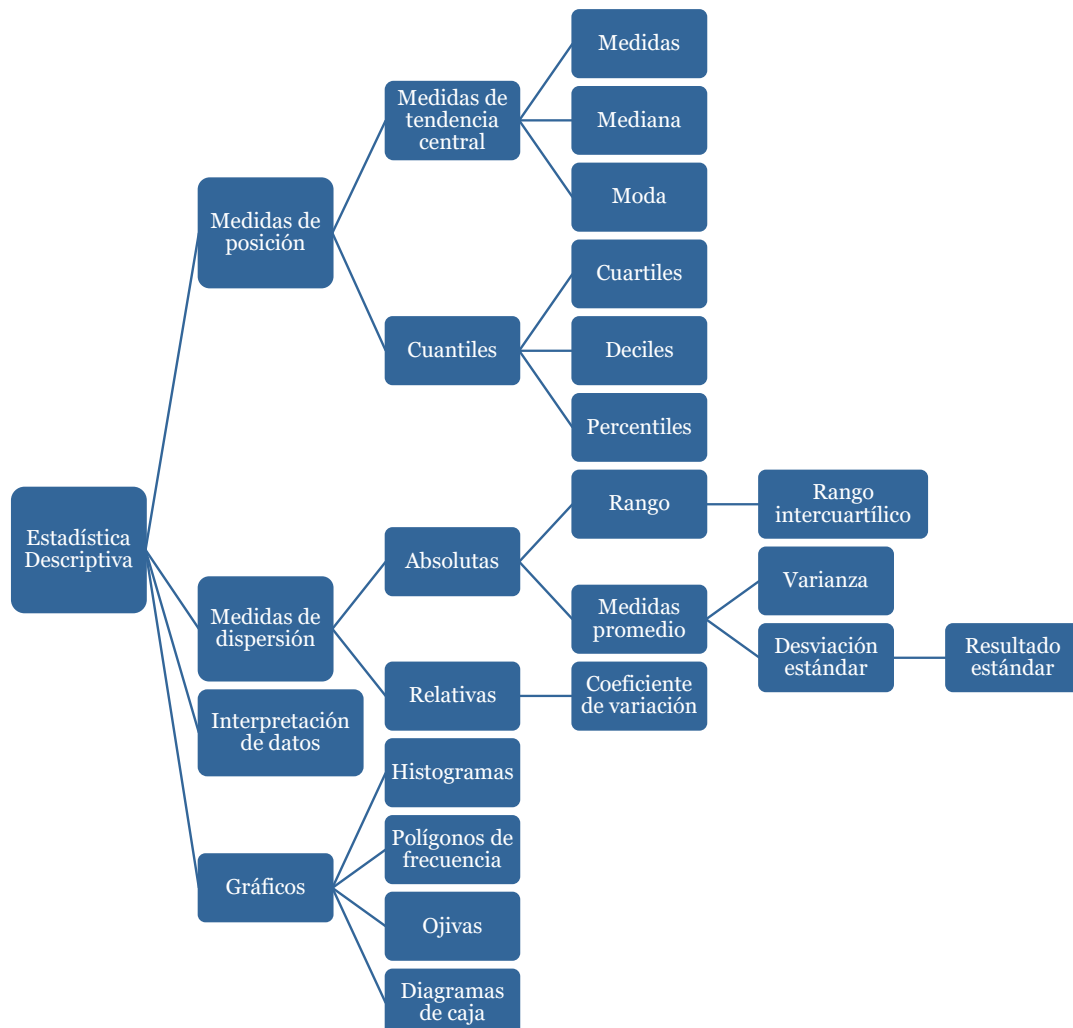 Estadística
Descriptiva
Medidas de
posición
Medidas de
tendencia
central
Medidas
Mediana
Moda
Cuantiles
Cuartiles
Deciles
Percentiles
Medidas de
dispersión
Absolutas
Rango
Rango
intercuartílico
Medidas
promedio
Varianza
Desviación
estándar
Resultado
estándar
Relativas
Coeficiente
de variación
Interpretación
de datos
Gráficos
Histogramas
Polígonos de
frecuencia
Ojivas
Diagramas
de caja